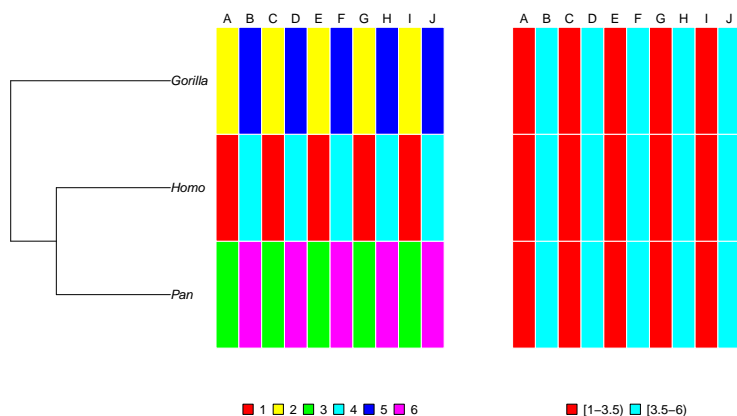 A B C D E F G H I J A B C D E F G H I J
Gorilla
Homo
Pan
1 2 3 4 5 6 [1−3.5) [3.5−6)